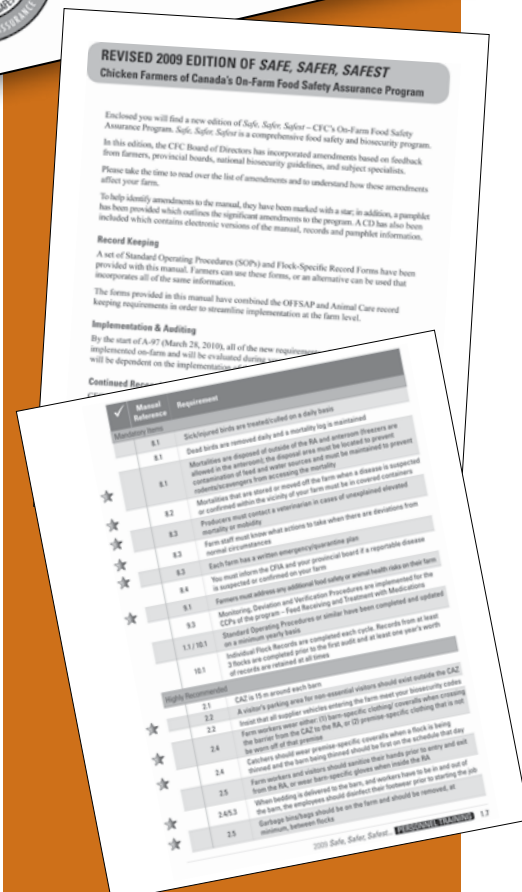 ASSURANCE
REVISED 2009 EDITION OF SAFE, SAFER, SAFEST
Chicken Farmers of Canada's On-Farm Food Safety Assurance Program
Enclosed you will find a new edition of Safe, Safer, Safest – CFC's On-Farm Food Safety
Assurance Program. Safe, Safer, Safest is a comprehensive food safety and biosecurity program.
In this edition, the CFC Board of Directors has incorporated amendments based on feedback
from farmers, provincial boards, national biosecurity guidelines, and subject specialists.
Please take the time to read over the list of amendments and to understand how these amendments
affect your farm.
To help identify amendments to the manual, they have been marked with a star; in addition, a pamphlet
has been provided which outlines the significant amendments to the program. A CD has also been
included which contains electronic versions of the manual, records and pamphlet information.
Record Keeping
A set of Standard Operating Procedures (SOPs) and Flock-Specific Record Forms have been
provided with this manual. Farmers can use these forms, or an alternative can be used that
incorporates all of the same information.
The forms provided in this manual have combined the OFFSAP and Animal Care record
keeping requirements in order to streamline implementation at the farm level.
Implementation & Auditing
By the start of A-97 (March 28, 2010), all of the new
implemented on-farm and will be evaluated during
will be dependent on the implementation
Continued
✓ Manual Reference Requirement
Mandatory Items
8.1 Sick/injured birds are treated/culled on a daily basis
8.1 Dead birds are removed daily and a mortality log is maintained
8.1 Mortalities are disposed of outside of the RA and anteroom (freezers are
allowed in the anteroom); the disposal area must be located to prevent
contamination of feed and water sources and must be maintained to prevent
rodents/scavengers from accessing the mortality
8.2 Mortalities that are stored or moved off the farm when a disease is suspected
or confirmed within the vicinity of your farm must be in covered containers
8.3 Producers must contact a veterinarian in cases of unexplained elevated
mortality or mobidity
8.3 Farm staff must know what actions to take when there are deviations from
normal circumstances
8.3 Each farm has a written emergency/quarantine plan
8.4 You must inform the CFIA and your provincial board if a reportable disease
is suspected or confirmed on your farm
9.1 Farmers must address any additional food safety or animal health risks on their farm
9.3 Monitoring, Deviation and Verification Procedures are implemented for the
CCPs of the program – Feed Receiving and Treatment with Medications
1.1 / 10.1 Standard Operating Procedures or similar have been completed and updated
on a minimum yearly basis
10.1 Individual Flock Records are completed each cycle. Records from at least
3 flocks are completed prior to the first audit and at least one year's worth
of records are retained at all times
Highly Recommended
2.1 CAZ is 15 m around each barn
2.2 A visitor's parking area for non-essential visitors should exist outside the CAZ
2.2 Insist that all supplier vehicles entering the farm meet your biosecurity codes
2.4 Farm workers wear either: (1) barn-specific clothing/ coveralls when crossing
the barrier from the CAZ to the RA, or (2) premise-specific clothing that is not
be worn off of that premise
2.4 Catchers should wear premise-specific coveralls when a flock is being
thinned and the barn being thinned should be first on the schedule that day
2.5 Farm workers and visitors should sanitize their hands prior to entry and exit
from the RA, or wear barn-specific gloves when inside the RA
2.4/5.3 When bedding is delivered to the barn, and workers have to be in and out of
the barn, the employees should disinfect their footwear prior to starting the job
2.5 Garbage bins/bags should be on the farm and should be removed, at
minimum, between flocks
2005 Safe, Safer, Safest... PERSONNEL TRAINING 1.7